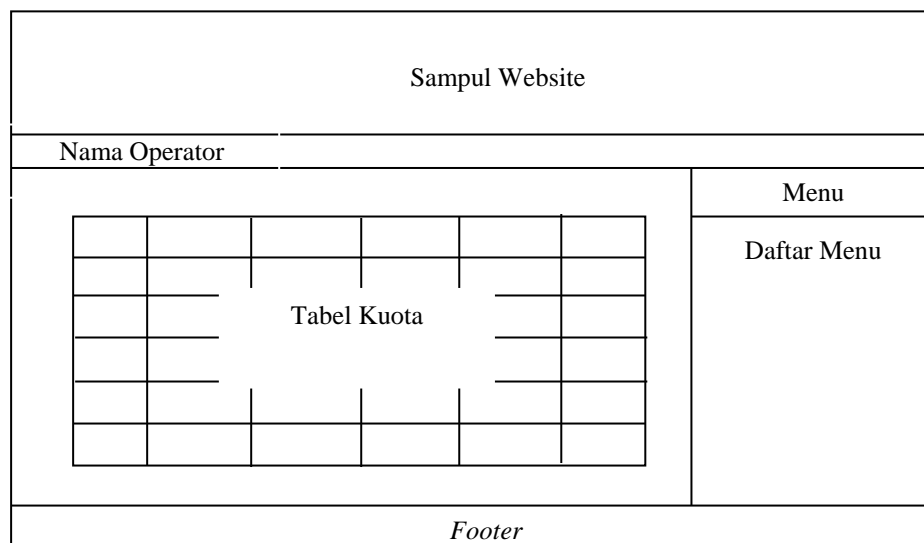 Sampul Website
Nama Operator
Menu
Daftar Menu
Tabel Kuota
Footer